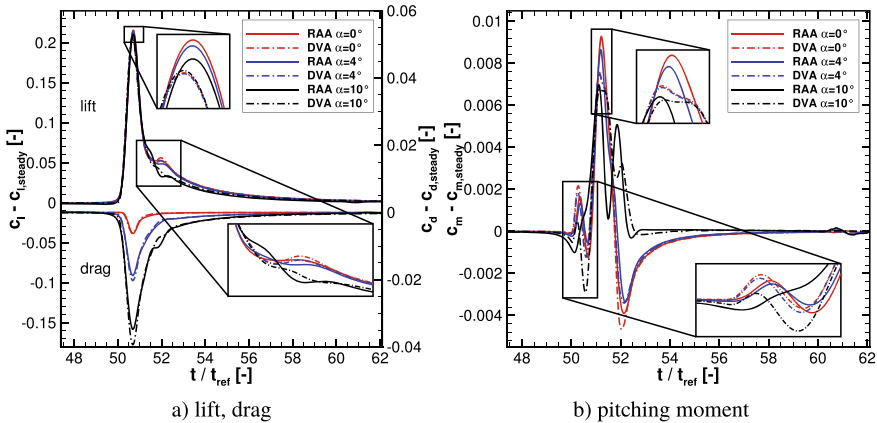 0.2
0.15
0.1
0.05
0
-0.05
-0.1
-0.15
c_l - c_l,steady [-]
lift
drag
RAA α=0°
DVA α=0°
RAA α=4°
DVA α=4°
RAA α=10°
DVA α=10°
0.06
0.04
0.02
0
-0.02
-0.04
c_d - c_d,steady [-]
48 50 52 54 56 58 60 62
t / t_ref [-]
a) lift, drag
0.01
0.008
0.006
0.004
0.002
-0.000
-0.002
-0.004
c_m - c_m,steady [-]
RAA α=0°
DVA α=0°
RAA α=4°
DVA α=4°
RAA α=10°
DVA α=10°
48 50 52 54 56 58 60 62
t / t_ref [-]
b) pitching moment